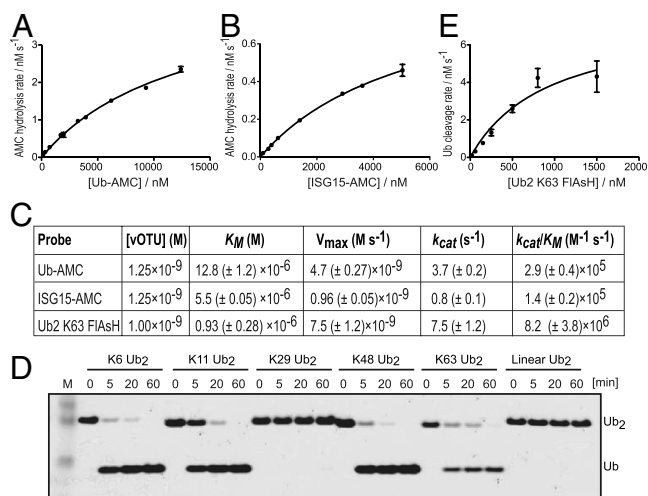 A
AMC hydrolysis rate / nM s-1
3
2
1
0
0 5000 10000 15000
[Ub-AMC] / nM
B
AMC hydrolysis rate / nM s-1
0.6
0.4
0.2
0.0
0 2000 4000 6000
[ISG15-AMC] / nM
E
Ub cleavage rate / nM s-1
6
4
2
0
0 500 1000 1500 2000
[Ub2 K63 FlAsH] / nM
C
Probe [vOTU] (M) KM (M) Vmax (M s-1) kcat (s-1) kcat/KM (M-1 s-1)
Ub-AMC 1.25×10-9 12.8 (± 1.2) ×10-6 4.7 (± 0.27)×10-9 3.7 (± 0.2) 2.9 (± 0.4)×105
ISG15-AMC 1.25×10-9 5.5 (± 0.05) ×10-6 0.96 (± 0.05)×10-9 0.8 (± 0.1) 1.4 (± 0.2)×105
Ub2 K63 FlAsH 1.00×10-9 0.93 (± 0.28) ×10-6 7.5 (± 1.2)×10-9 7.5 (± 1.2) 8.2 (± 3.8)×106
D
K6 Ub2 K11 Ub2 K29 Ub2 K48 Ub2 K63 Ub2 Linear Ub2
M 0 5 20 60 0 5 20 60 0 5 20 60 0 5 20 60 0 5 20 60 0 5 20 60 [min]
Ub2
Ub